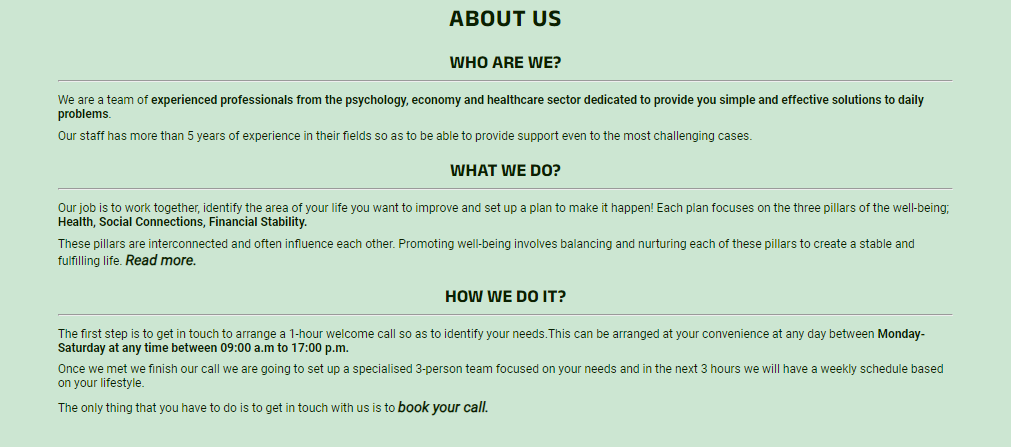 ABOUT US
WHO ARE WE?
We are a team of experienced professionals from the psychology, economy and healthcare sector dedicated to provide you simple and effective solutions to daily
problems.
Our staff has more than 5 years of experience in their fields so as to be able to provide support even to the most challenging cases.
WHAT WE DO?
Our job is to work together, identify the area of your life you want to improve and set up a plan to make it happen! Each plan focuses on the three pillars of the well-being;
Health, Social Connections, Financial Stability.
These pillars are interconnected and often influence each other. Promoting well-being involves balancing and nurturing each of these pillars to create a stable and
fulfilling life. Read more.
HOW WE DO IT?
The first step is to get in touch to arrange a 1-hour welcome call so as to identify your needs.This can be arranged at your convenience at any day between Monday-
Saturday at any time between 09:00 a.m to 17:00 p.m.
Once we met we finish our call we are going to set up a specialised 3-person team focused on your needs and in the next 3 hours we will have a weekly schedule based
on your lifestyle.
The only thing that you have to do is to get in touch with us is to book your call.